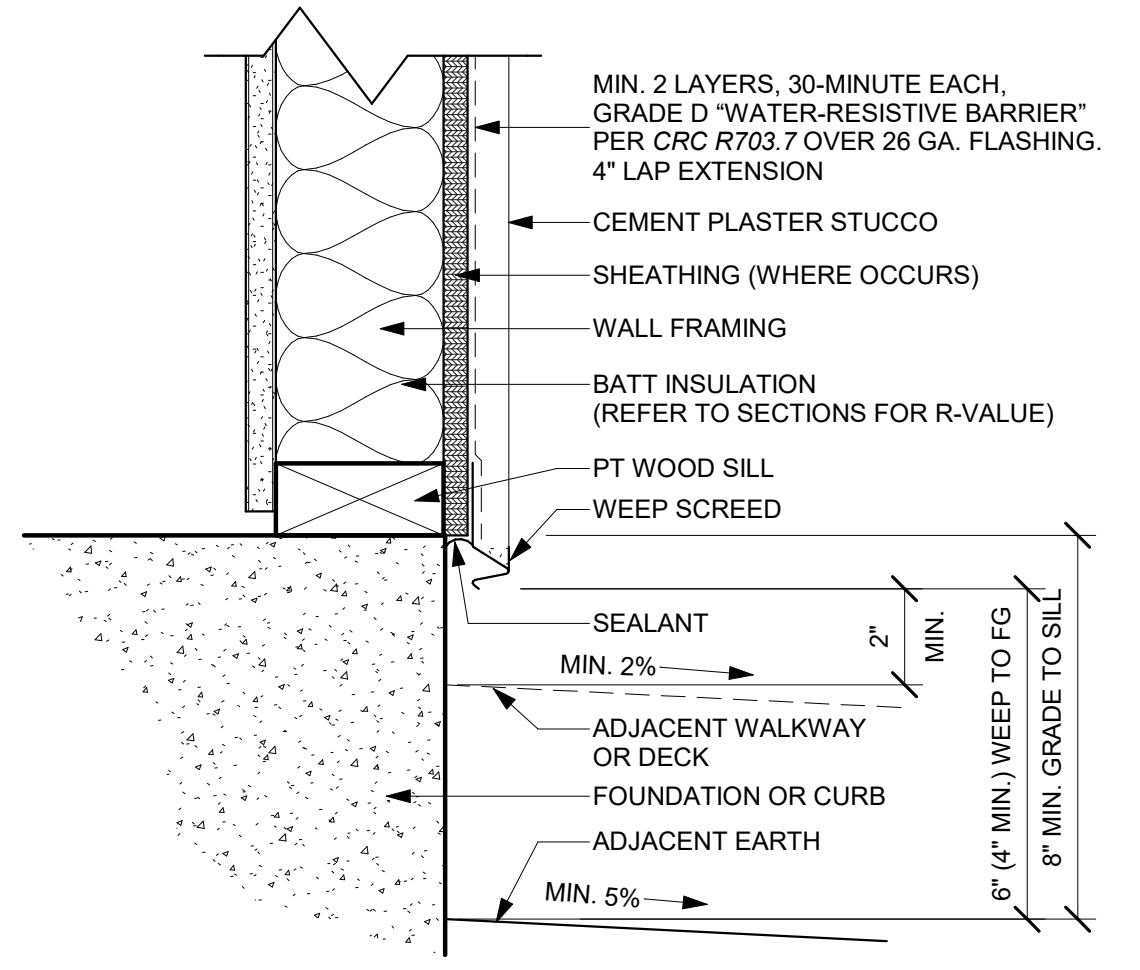 MIN. 2 LAYERS, 30-MINUTE EACH,
GRADE D “WATER-RESISTIVE BARRIER”
PER CRC R703.7 OVER 26 GA. FLASHING.
4" LAP EXTENSION
CEMENT PLASTER STUCCO
SHEATHING (WHERE OCCURS)
WALL FRAMING
BATT INSULATION
(REFER TO SECTIONS FOR R-VALUE)
PT WOOD SILL
WEEP SCREED
SEALANT
MIN. 2%
ADJACENT WALKWAY
OR DECK
FOUNDATION OR CURB
ADJACENT EARTH
MIN. 5%
2"
MIN.
6" (4" MIN.) WEEP TO FG
8" MIN. GRADE TO SILL